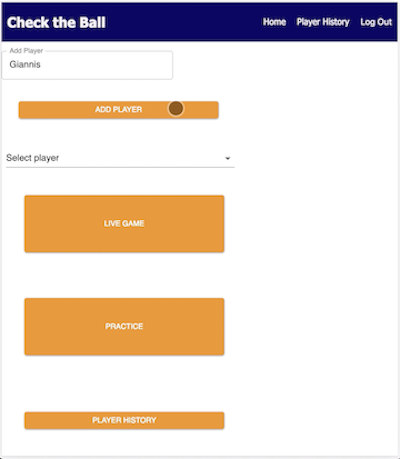 Check the Ball
Home Player History Log Out
Add Player
Giannis
ADD PLAYER
Select player
LIVE GAME
PRACTICE
PLAYER HISTORY